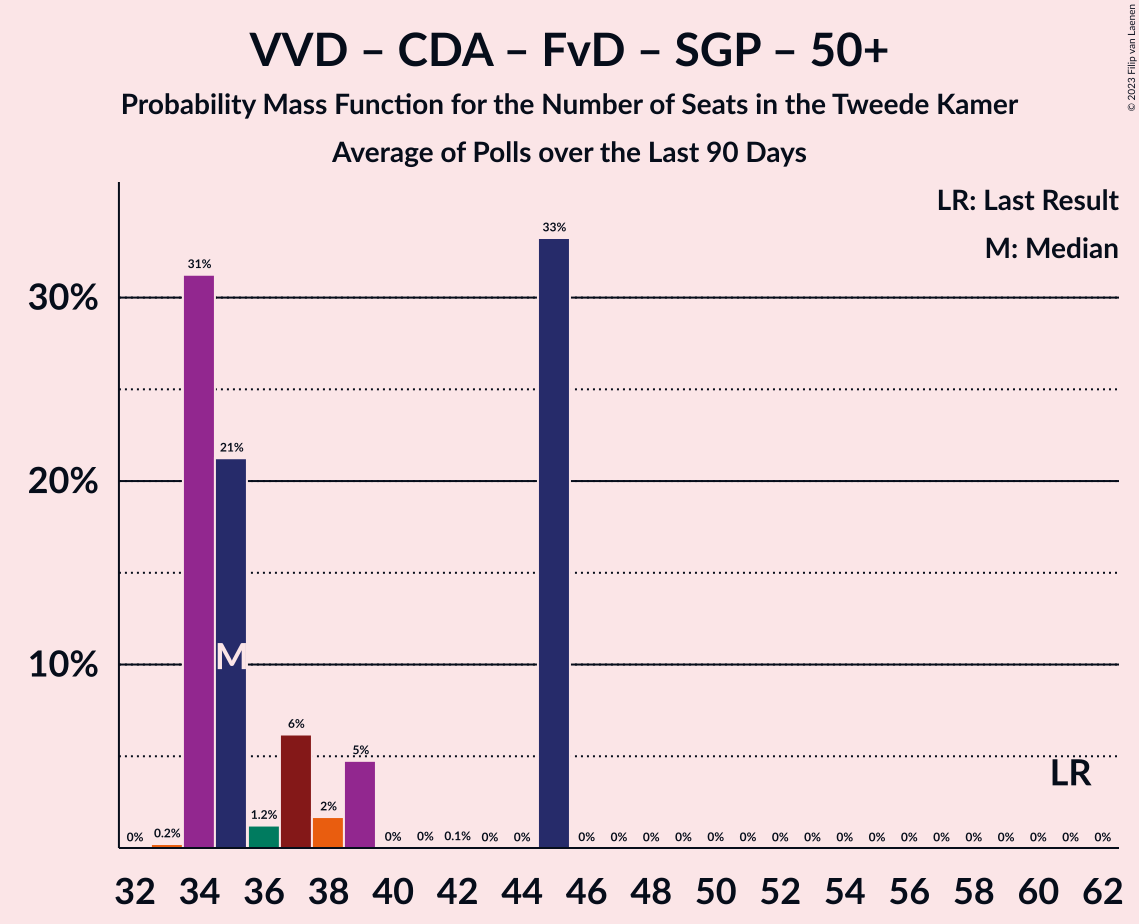 VVD – CDA – FvD – SGP – 50+
Probability Mass Function for the Number of Seats in the Tweede Kamer
Average of Polls over the Last 90 Days
© 2023 Filip van Laenen
LR: Last Result
M: Median
33%
31%
30%
21%
20%
M
10%
6%
5%
LR
2%
1.2%
0% 0.2% 0% 0% 0.1% 0% 0% 0% 0% 0% 0% 0% 0% 0% 0% 0% 0% 0% 0% 0% 0% 0% 0%
32 34 36 38 40 42 44 46 48 50 52 54 56 58 60 62